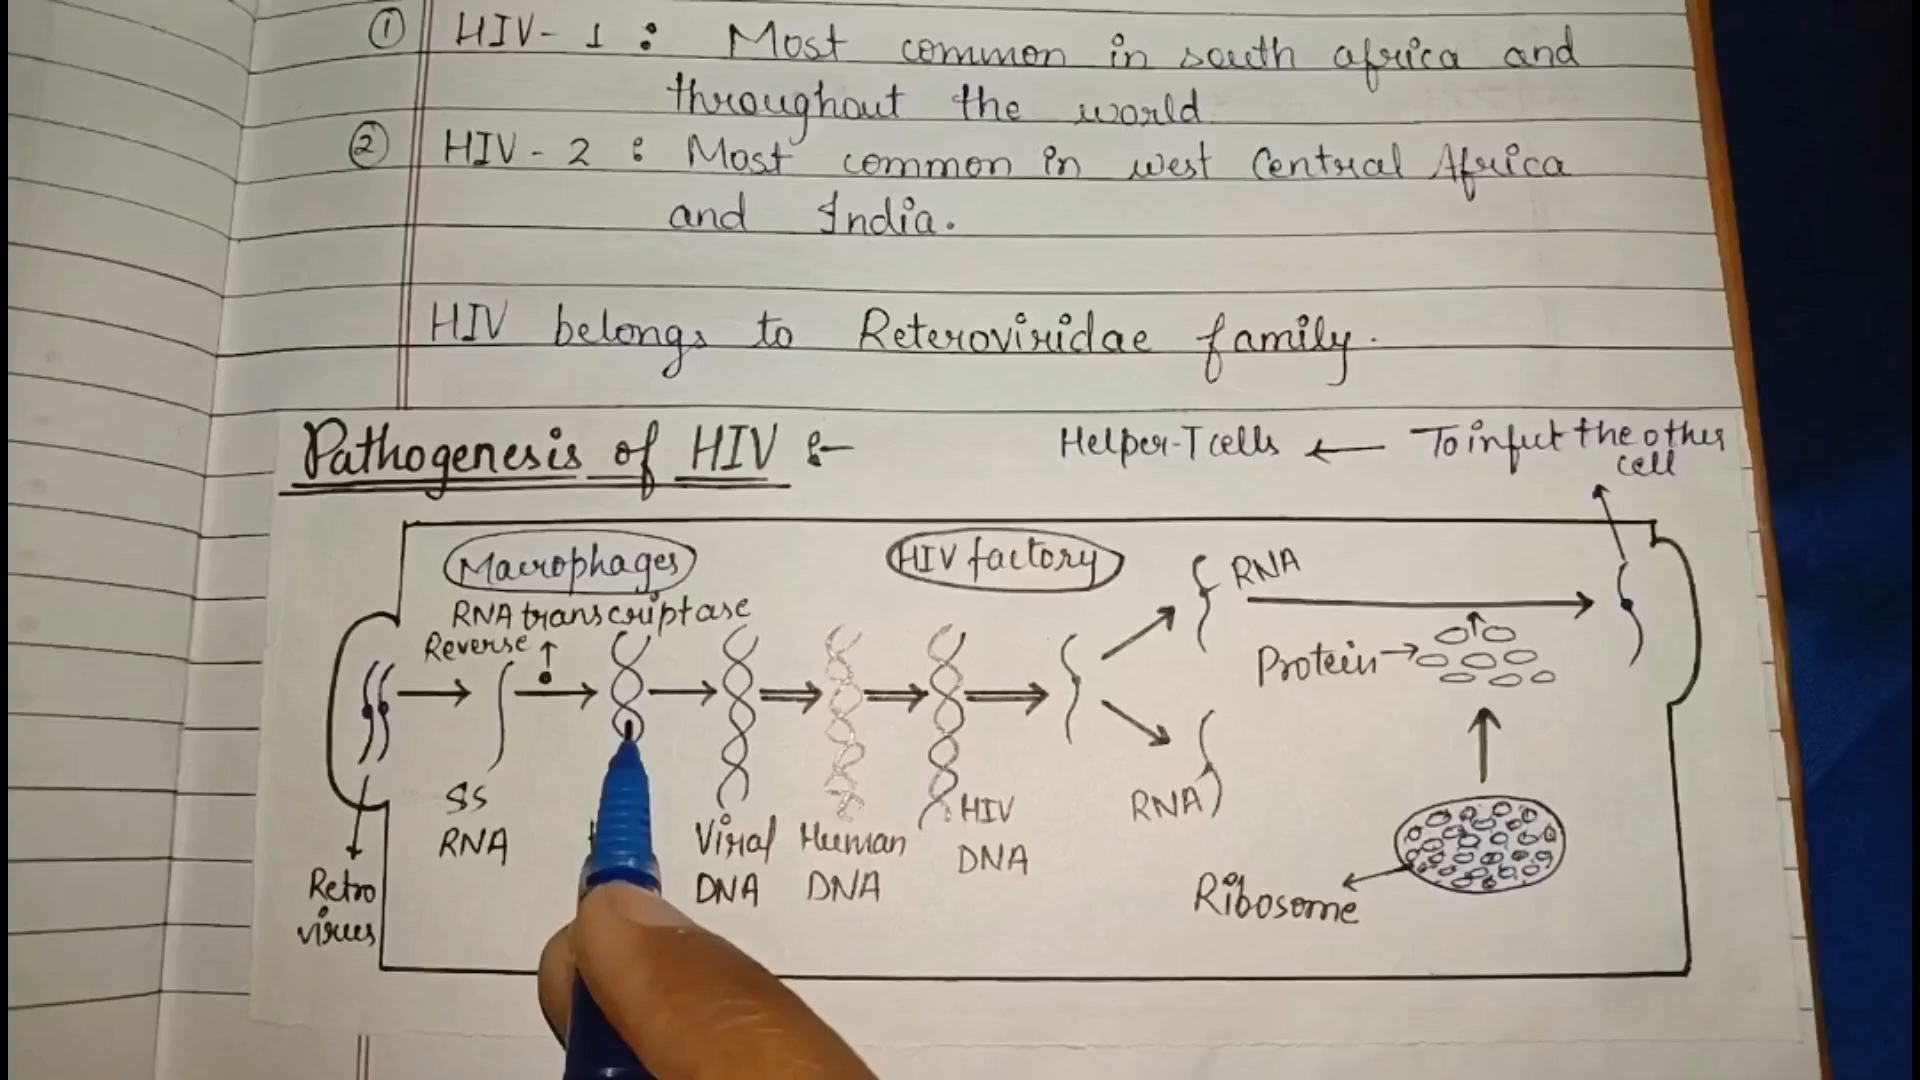 ① HIV- 1 : Most common in south africa and
throughout the world
② HIV - 2 : Most common in west Central Africa
and India.
HIV belongs to Reteroviridae family.
Pathogenesis of HIV :-
Helper-T cells ← To infect the other
cell
Macrophages
HIV factory
RNA
RNA transcriptase
Reverse
Protein →
SS
RNA
Viral
DNA
Human
DNA
HIV
DNA
RNA
Retro
virus
Ribosome